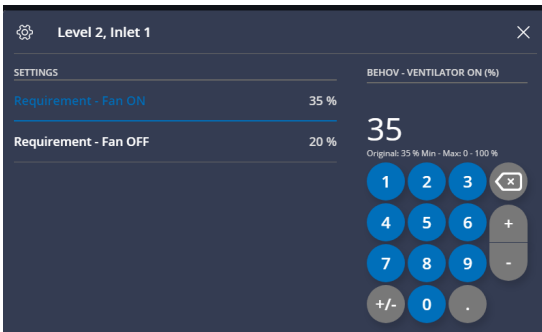 Level 2, Inlet 1
SETTINGS
Requirement - Fan ON 35 %
Requirement - Fan OFF 20 %
BEHOV - VENTILATOR ON (%)
35
Original: 35 % Min - Max: 0 - 100 %
1 2 3
4 5 6 +
7 8 9 -
+/- 0 .